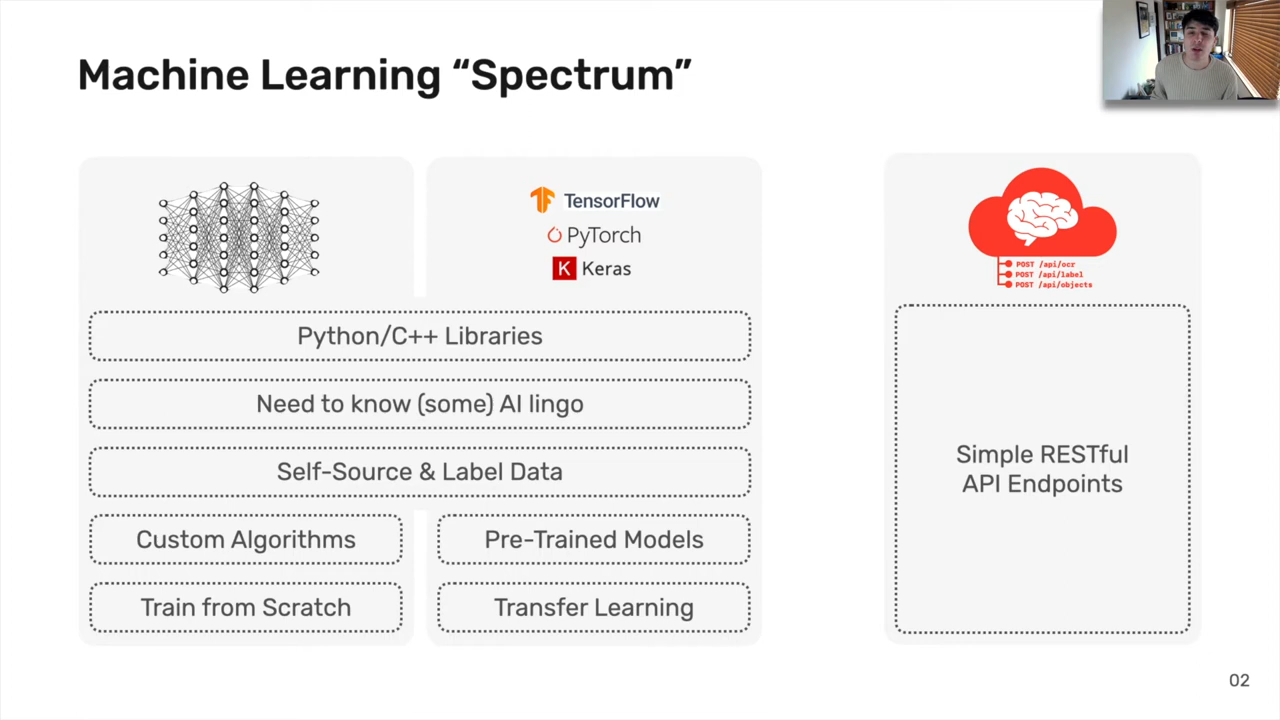 Machine Learning “Spectrum”
TensorFlow
PyTorch
K Keras
POST /api/ocr
POST /api/label
POST /api/objects
Python/C++ Libraries
Need to know (some) AI lingo
Self-Source & Label Data
Custom Algorithms
Pre-Trained Models
Train from Scratch
Transfer Learning
Simple RESTful
API Endpoints
02